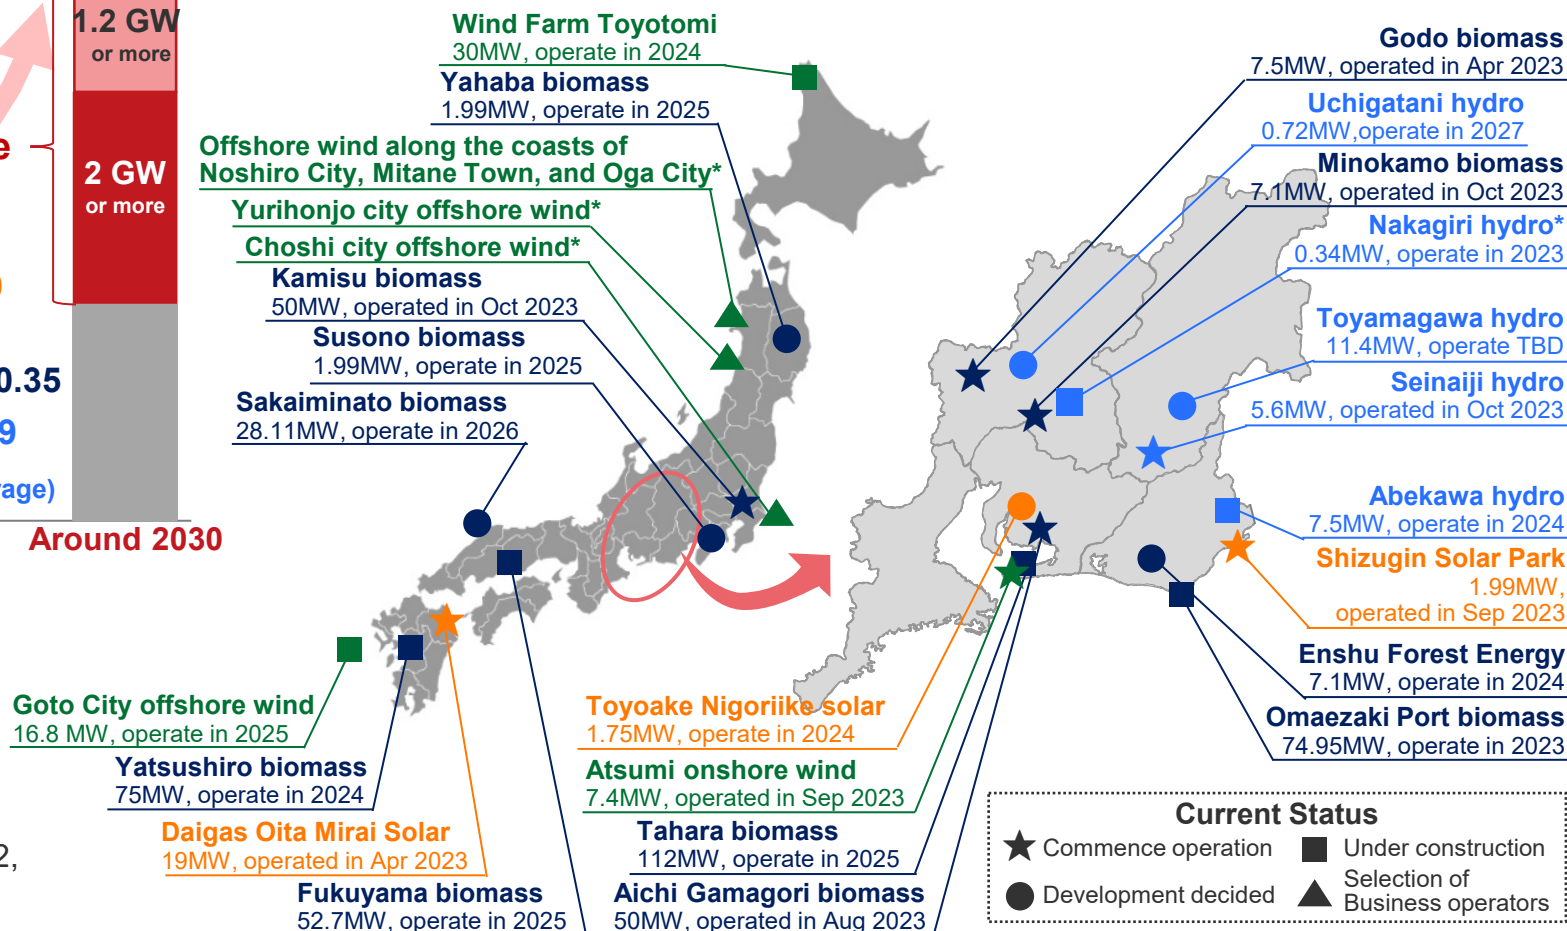 1.2 GW
or more
e
2 GW
or more
0.35
9
rage)
Around 2030
2,
Wind Farm Toyotomi
30MW, operate in 2024
Yahaba biomass
1.99MW, operate in 2025
Offshore wind along the coasts of
Noshiro City, Mitane Town, and Oga City*
Yurihonjo city offshore wind*
Choshi city offshore wind*
Kamisu biomass
50MW, operated in Oct 2023
Susono biomass
1.99MW, operate in 2025
Sakaiminato biomass
28.11MW, operate in 2026
Goto City offshore wind
16.8 MW, operate in 2025
Yatsushiro biomass
75MW, operate in 2024
Daigas Oita Mirai Solar
19MW, operated in Apr 2023
Fukuyama biomass
52.7MW, operate in 2025
Toyoake Nigoriike solar
1.75MW, operate in 2024
Atsumi onshore wind
7.4MW, operated in Sep 2023
Tahara biomass
112MW, operate in 2025
Aichi Gamagori biomass
50MW, operated in Aug 2023
Godo biomass
7.5MW, operated in Apr 2023
Uchigatani hydro
0.72MW,operate in 2027
Minokamo biomass
7.1MW, operated in Oct 2023
Nakagiri hydro*
0.34MW, operate in 2023
Toyamagawa hydro
11.4MW, operate TBD
Seinaiji hydro
5.6MW, operated in Oct 2023
Abekawa hydro
7.5MW, operate in 2024
Shizugin Solar Park
1.99MW,
operated in Sep 2023
Enshu Forest Energy
7.1MW, operate in 2024
Omaezaki Port biomass
74.95MW, operate in 2023
Current Status
Commence operation
Under construction
Development decided
Selection of
Business operators